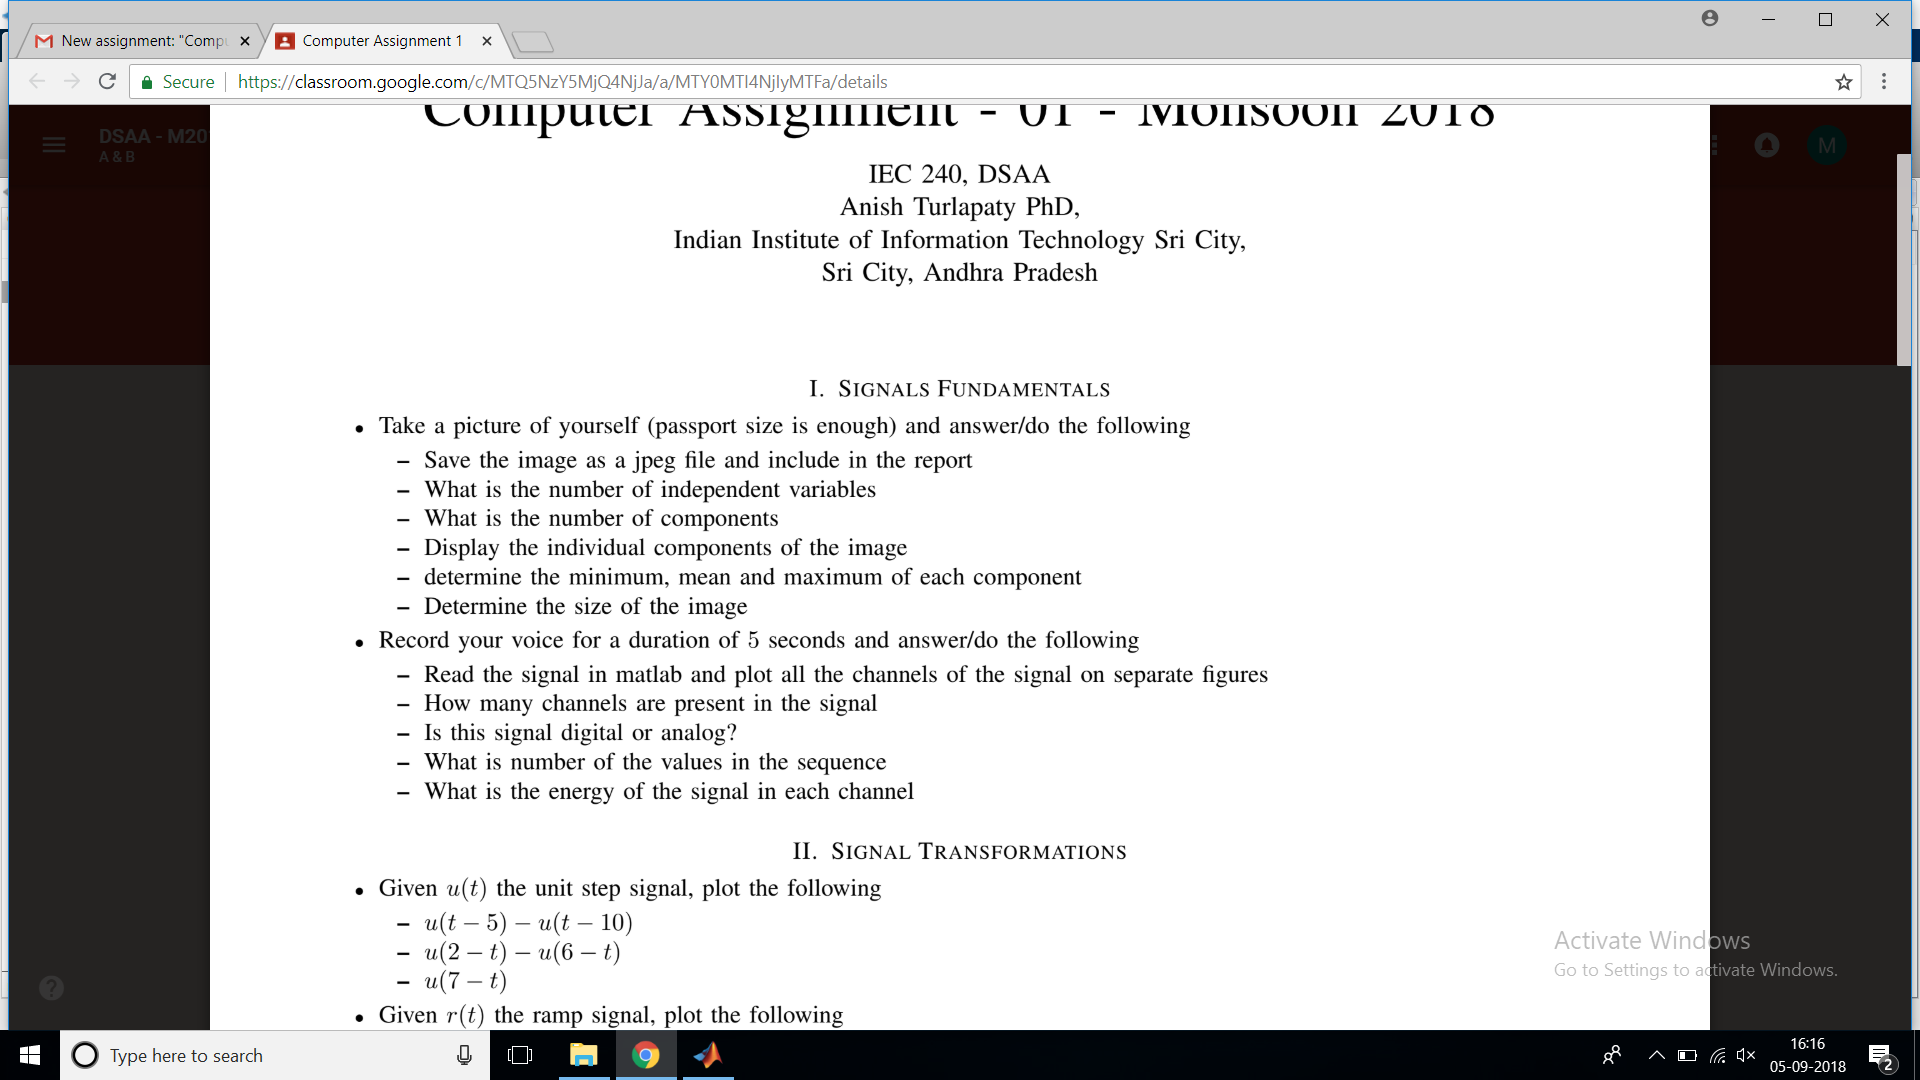 New assignment: "Comp
Computer Assignment 1
Secure
https://classroom.google.com/c/MTQ5NzY5MjQ4NjJa/a/MTY0MTI4NjIyMTFa/details
DSAA - M20
A & B
M
Computer Assignment - 01 - Monsoon 2018
IEC 240, DSAA
Anish Turlapaty PhD,
Indian Institute of Information Technology Sri City,
Sri City, Andhra Pradesh
I. SIGNALS FUNDAMENTALS
• Take a picture of yourself (passport size is enough) and answer/do the following
– Save the image as a jpeg file and include in the report
– What is the number of independent variables
– What is the number of components
– Display the individual components of the image
– determine the minimum, mean and maximum of each component
– Determine the size of the image
• Record your voice for a duration of 5 seconds and answer/do the following
– Read the signal in matlab and plot all the channels of the signal on separate figures
– How many channels are present in the signal
– Is this signal digital or analog?
– What is number of the values in the sequence
– What is the energy of the signal in each channel
II. SIGNAL TRANSFORMATIONS
• Given u(t) the unit step signal, plot the following
– u(t − 5) − u(t − 10)
– u(2 − t) − u(6 − t)
– u(7 − t)
• Given r(t) the ramp signal, plot the following
Activate Windows
Go to Settings to activate Windows.
Type here to search
16:16
05-09-2018
2